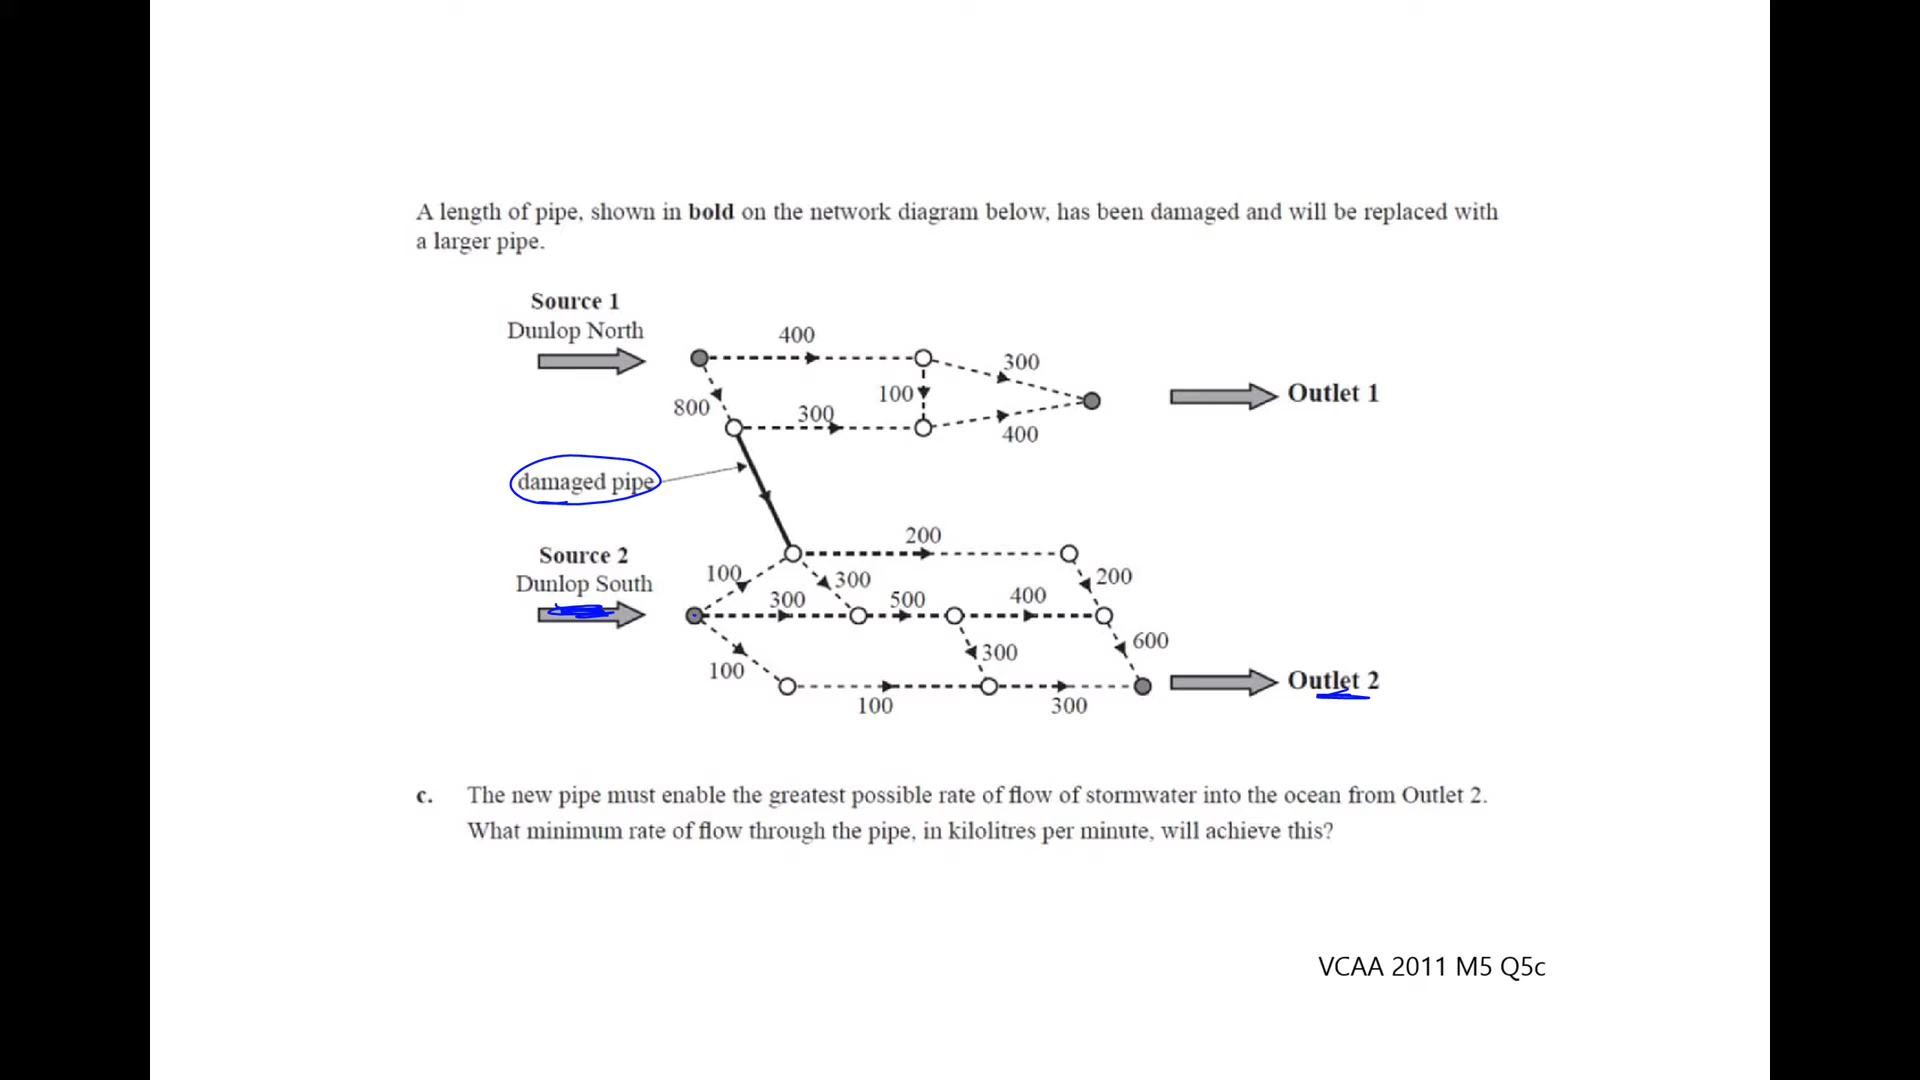 A length of pipe, shown in bold on the network diagram below, has been damaged and will be replaced with
a larger pipe.
Source 1
Dunlop North
400
300
Outlet 1
100
800
300
400
damaged pipe
200
Source 2
Dunlop South
100
300
200
300
500
400
600
300
100
Outlet 2
100
300
c. The new pipe must enable the greatest possible rate of flow of stormwater into the ocean from Outlet 2.
What minimum rate of flow through the pipe, in kilolitres per minute, will achieve this?
VCAA 2011 M5 Q5c